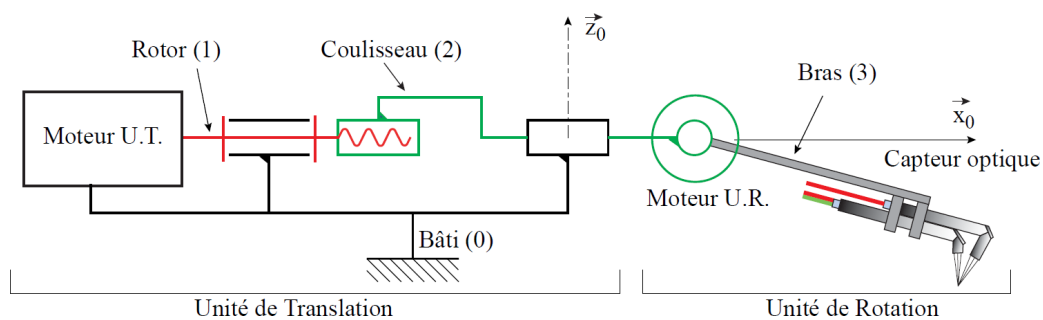 Rotor (1)
Coulisseau (2)
z₀
Bras (3)
Moteur U.T.
x₀
Capteur optique
Moteur U.R.
Bâti (0)
Unité de Translation
Unité de Rotation